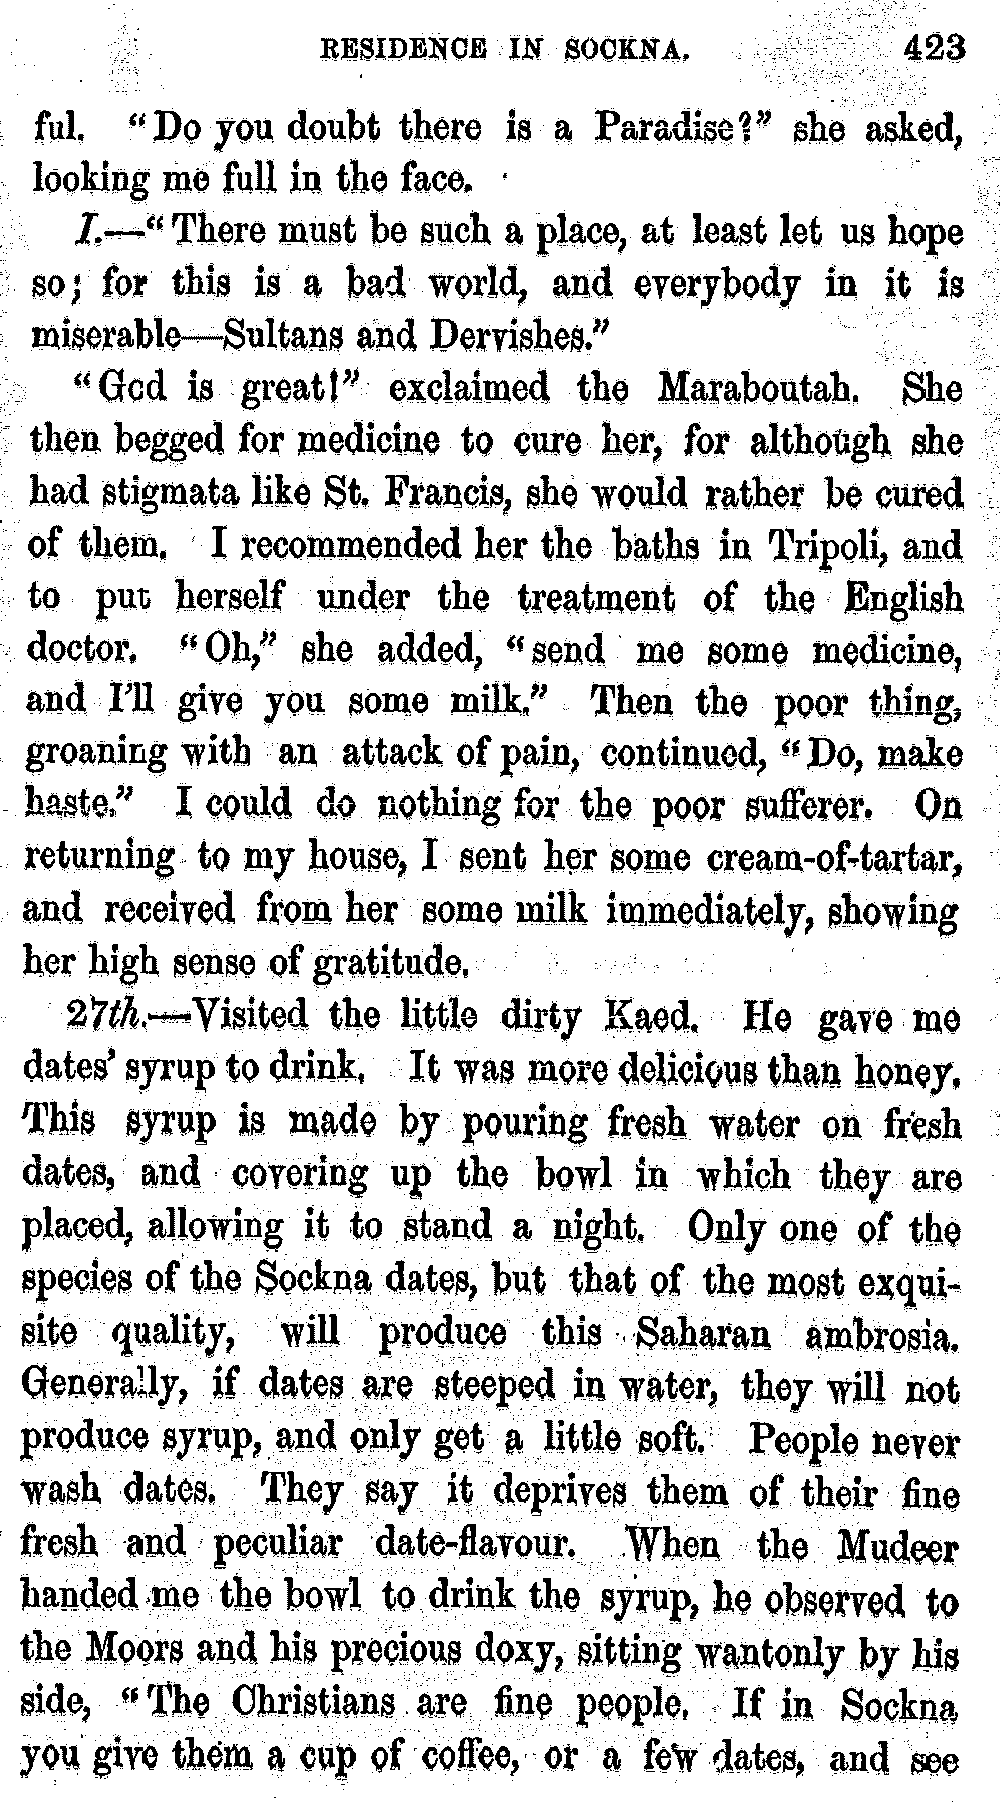 RESIDENCE IN SOCKNA. 423
ful. “Do you doubt there is a Paradise?” she asked,
looking me full in the face.
I.—“There must be such a place, at least let us hope
so; for this is a bad world, and everybody in it is
miserable—Sultans and Dervishes.”
“God is great!” exclaimed the Maraboutah. She
then begged for medicine to cure her, for although she
had stigmata like St. Francis, she would rather be cured
of them. I recommended her the baths in Tripoli, and
to put herself under the treatment of the English
doctor. “Oh,” she added, “send me some medicine,
and I’ll give you some milk.” Then the poor thing,
groaning with an attack of pain, continued, “Do, make
haste.” I could do nothing for the poor sufferer. On
returning to my house, I sent her some cream-of-tartar,
and received from her some milk immediately, showing
her high sense of gratitude.
27th.—Visited the little dirty Kaed. He gave me
dates’ syrup to drink. It was more delicious than honey.
This syrup is made by pouring fresh water on fresh
dates, and covering up the bowl in which they are
placed, allowing it to stand a night. Only one of the
species of the Sockna dates, but that of the most exqui-
site quality, will produce this Saharan ambrosia.
Generally, if dates are steeped in water, they will not
produce syrup, and only get a little soft. People never
wash dates. They say it deprives them of their fine
fresh and peculiar date-flavour. When the Mudeer
handed me the bowl to drink the syrup, he observed to
the Moors and his precious doxy, sitting wantonly by his
side, “The Christians are fine people. If in Sockna
you give them a cup of coffee, or a few dates, and see